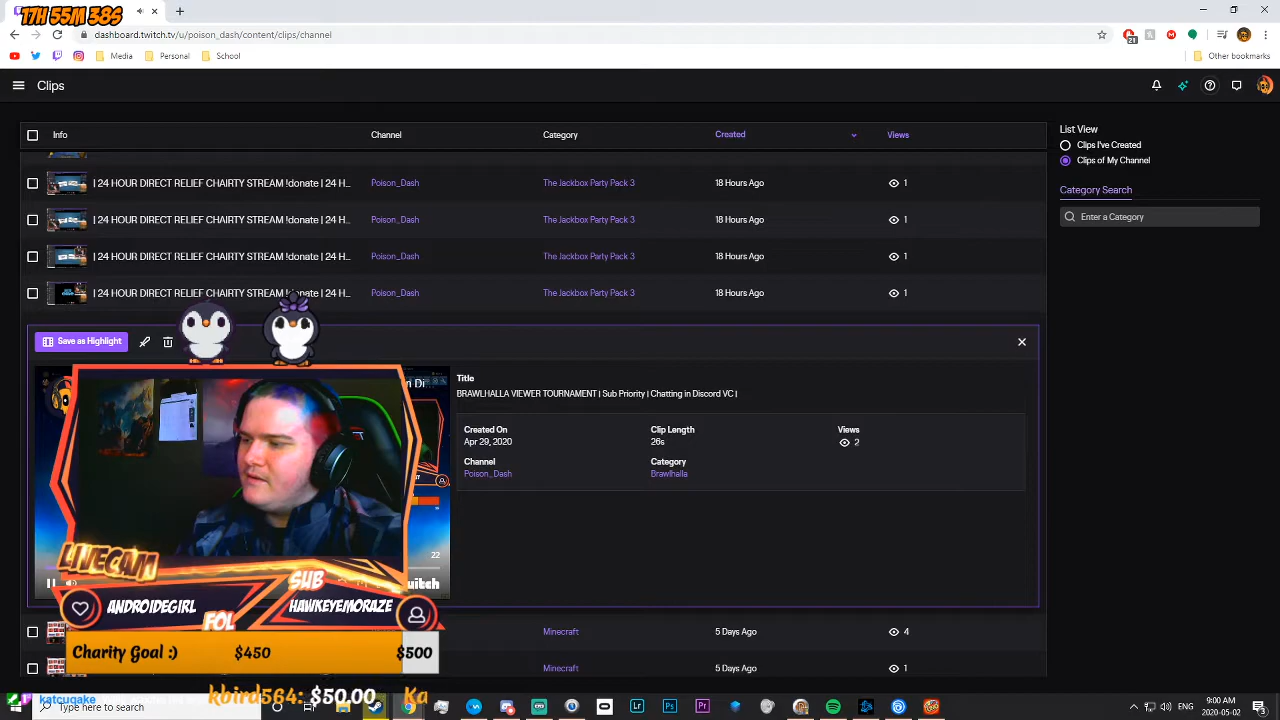 17H 55M 38S
dashboard.twitch.tv/u/poison_dash/content/clips/channel
21
Media Personal School Other bookmarks
Clips
Info Channel Category Created Views
| 24 HOUR DIRECT RELIEF CHAIRTY STREAM !donate | 24 H... Poison_Dash The Jackbox Party Pack 3 18 Hours Ago 1
| 24 HOUR DIRECT RELIEF CHAIRTY STREAM !donate | 24 H... Poison_Dash The Jackbox Party Pack 3 18 Hours Ago 1
| 24 HOUR DIRECT RELIEF CHAIRTY STREAM !donate | 24 H... Poison_Dash The Jackbox Party Pack 3 18 Hours Ago 1
| 24 HOUR DIRECT RELIEF CHAIRTY STREAM !donate | 24 H... Poison_Dash The Jackbox Party Pack 3 18 Hours Ago 1
List View
Clips I've Created
Clips of My Channel
Category Search
Enter a Category
Save as Highlight
Title
BRAWLHALLA VIEWER TOURNAMENT | Sub Priority | Chatting in Discord VC |
Created On Clip Length Views
Apr 29, 2020 26s 2
Channel Category
Poison_Dash Brawlhalla
22
LIVECAM
SUB
ANDROIDEGIRL HAWKEYEMORAZE
FOL
Minecraft 5 Days Ago 4
Charity Goal :) $450 $500
Minecraft 5 Days Ago 1
katcugake
kbird564: $50.00 Ka
Type here to search
9:00 AM
2020-05-02